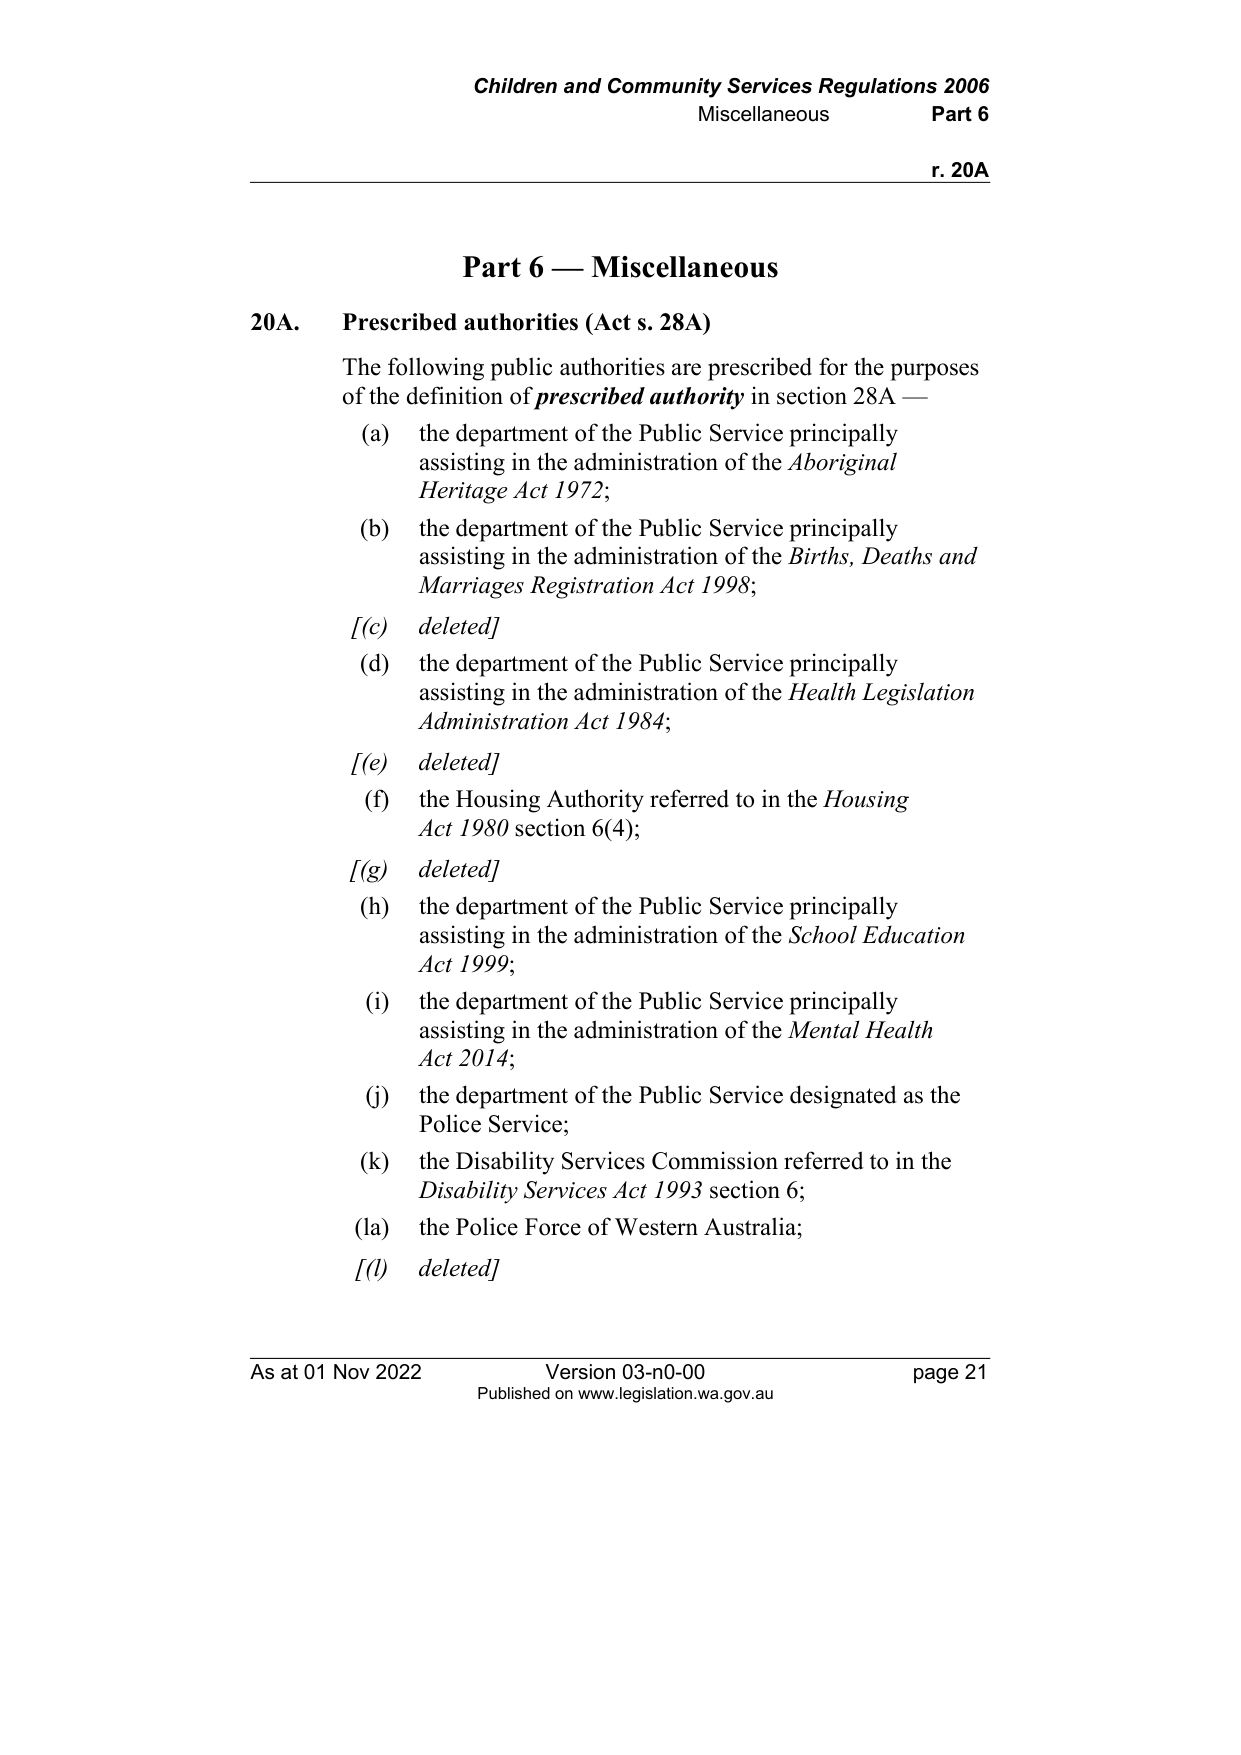 Children and Community Services Regulations 2006
Miscellaneous Part 6
r. 20A
Part 6 — Miscellaneous
20A. Prescribed authorities (Act s. 28A)
The following public authorities are prescribed for the purposes
of the definition of prescribed authority in section 28A —
(a) the department of the Public Service principally
assisting in the administration of the Aboriginal
Heritage Act 1972;
(b) the department of the Public Service principally
assisting in the administration of the Births, Deaths and
Marriages Registration Act 1998;
[(c) deleted]
(d) the department of the Public Service principally
assisting in the administration of the Health Legislation
Administration Act 1984;
[(e) deleted]
(f) the Housing Authority referred to in the Housing
Act 1980 section 6(4);
[(g) deleted]
(h) the department of the Public Service principally
assisting in the administration of the School Education
Act 1999;
(i) the department of the Public Service principally
assisting in the administration of the Mental Health
Act 2014;
(j) the department of the Public Service designated as the
Police Service;
(k) the Disability Services Commission referred to in the
Disability Services Act 1993 section 6;
(la) the Police Force of Western Australia;
[(l) deleted]
As at 01 Nov 2022 Version 03-n0-00 page 21
Published on www.legislation.wa.gov.au